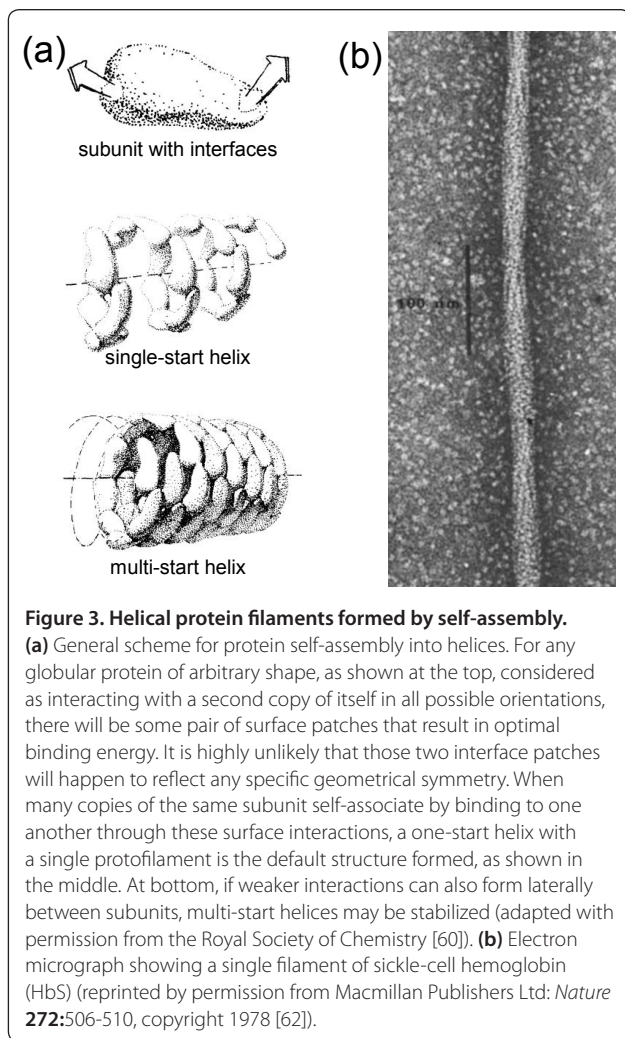 (a)
(b)
subunit with interfaces
single-start helix
100 nm
multi-start helix
Figure 3. Helical protein filaments formed by self-assembly.
(a) General scheme for protein self-assembly into helices. For any
globular protein of arbitrary shape, as shown at the top, considered
as interacting with a second copy of itself in all possible orientations,
there will be some pair of surface patches that result in optimal
binding energy. It is highly unlikely that those two interface patches
will happen to reflect any specific geometrical symmetry. When
many copies of the same subunit self-associate by binding to one
another through these surface interactions, a one-start helix with
a single protofilament is the default structure formed, as shown in
the middle. At bottom, if weaker interactions can also form laterally
between subunits, multi-start helices may be stabilized (adapted with
permission from the Royal Society of Chemistry [60]). (b) Electron
micrograph showing a single filament of sickle-cell hemoglobin
(HbS) (reprinted by permission from Macmillan Publishers Ltd: Nature
272:506-510, copyright 1978 [62]).